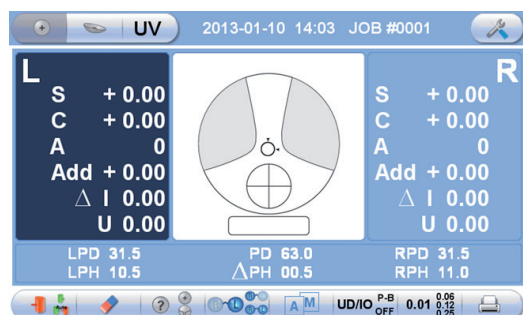 UV 2013-01-10 14:03 JOB #0001
L
S + 0.00
C + 0.00
A 0
Add + 0.00
Δ I 0.00
U 0.00
R
S + 0.00
C + 0.00
A 0
Add + 0.00
Δ I 0.00
U 0.00
LPD 31.5 PD 63.0 RPD 31.5
LPH 10.5 ΔPH 00.5 RPH 11.0
? L A M UD/IO P-B OFF 0.01 0.06 0.12 0.25